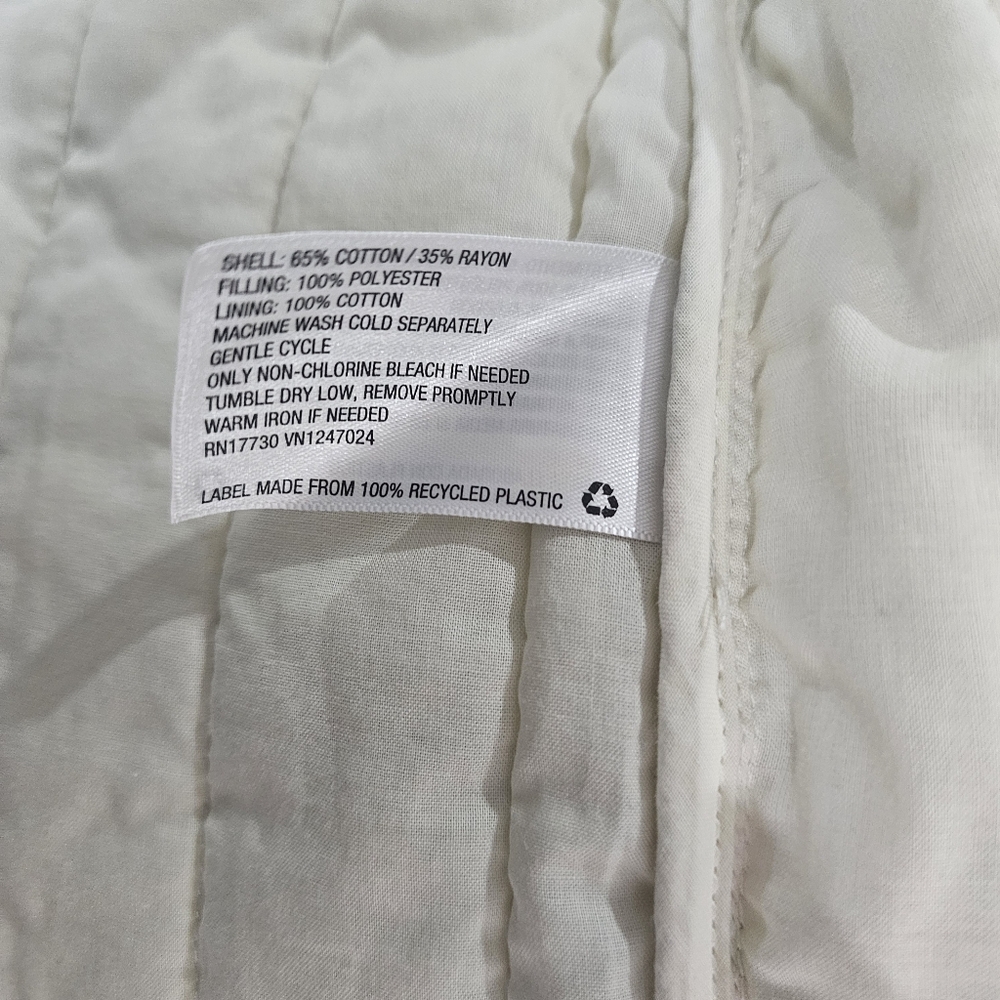 SHELL: 65% COTTON / 35% RAYON
FILLING: 100% POLYESTER
LINING: 100% COTTON
MACHINE WASH COLD SEPARATELY
GENTLE CYCLE
ONLY NON-CHLORINE BLEACH IF NEEDED
TUMBLE DRY LOW, REMOVE PROMPTLY
WARM IRON IF NEEDED
RN17730 VN1247024
LABEL MADE FROM 100% RECYCLED PLASTIC